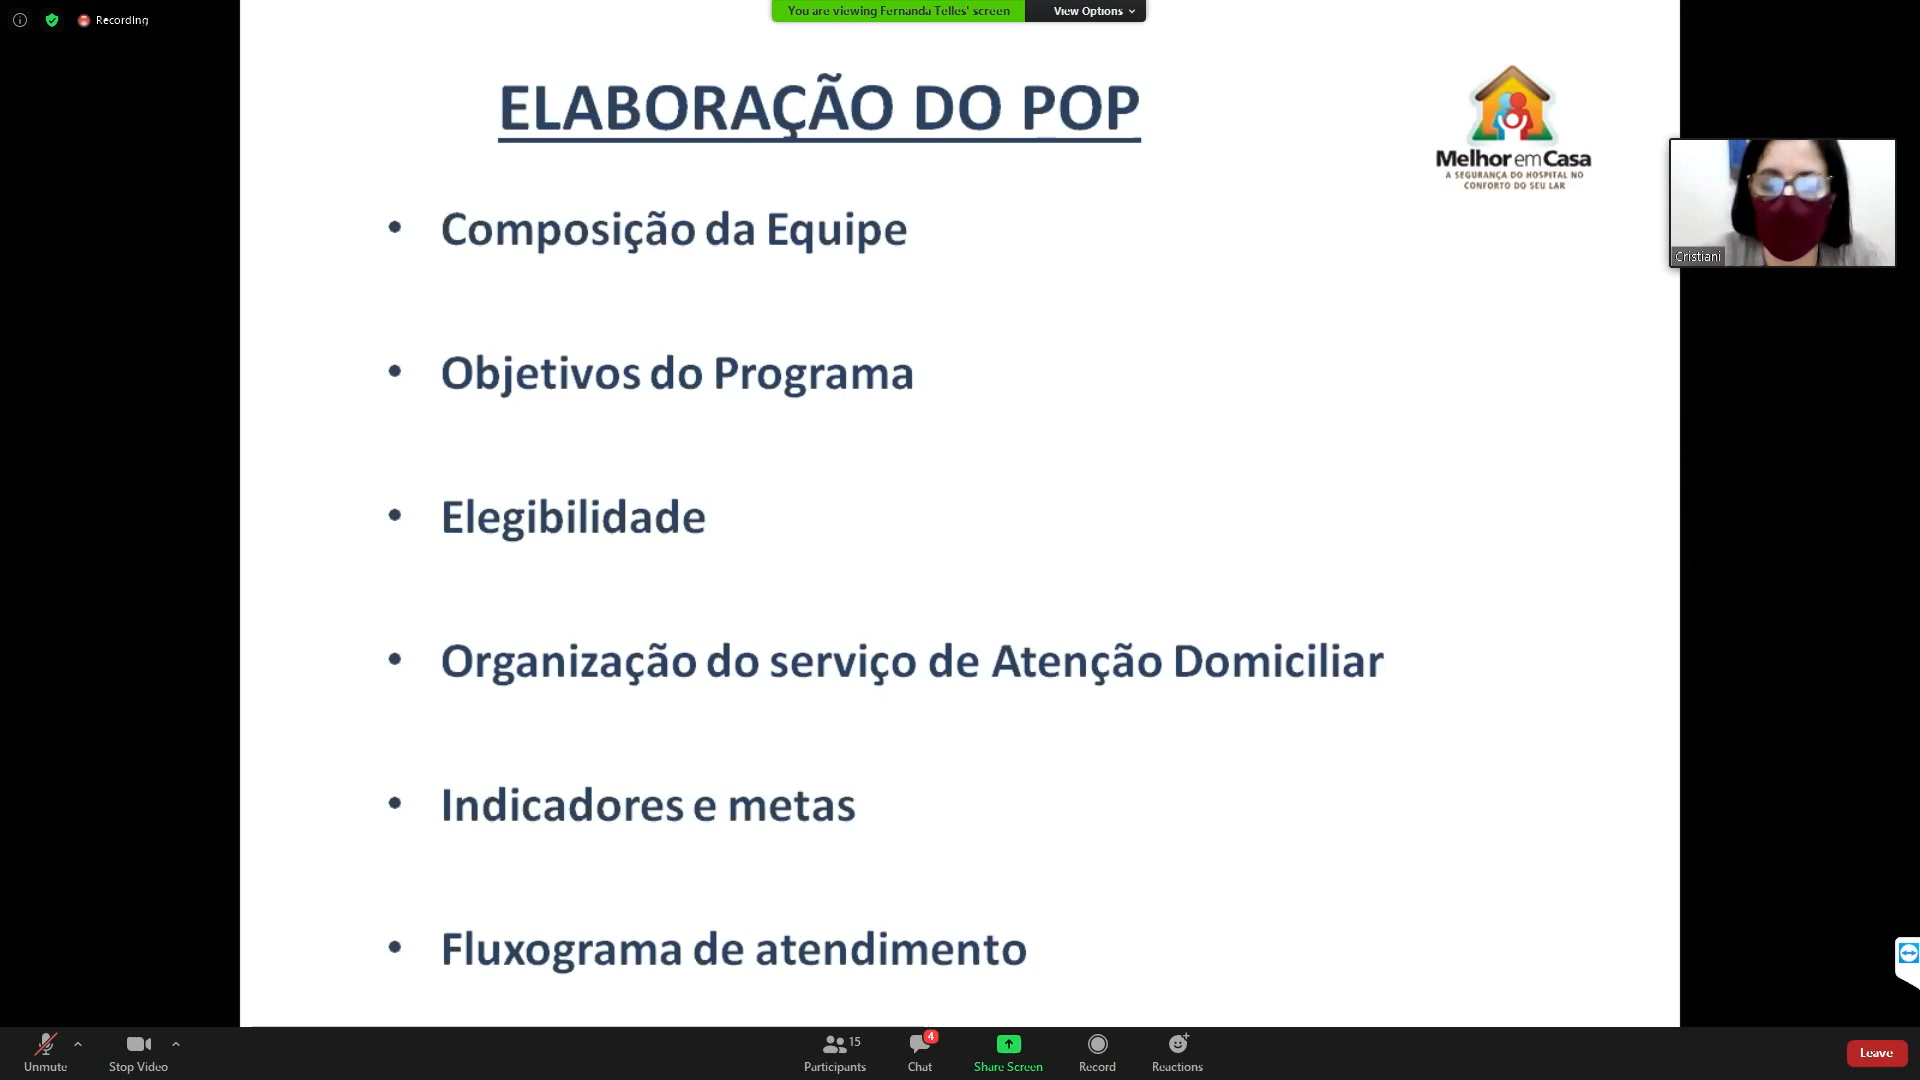 Recording
You are viewing Fernanda Telles' screen
View Options
ELABORAÇÃO DO POP
Melhor em Casa
A SEGURANÇA DO HOSPITAL NO
CONFORTO DO SEU LAR
Cristiani
• Composição da Equipe
• Objetivos do Programa
• Elegibilidade
• Organização do serviço de Atenção Domiciliar
• Indicadores e metas
• Fluxograma de atendimento
Unmute
Stop Video
15
Participants
4
Chat
Share Screen
Record
Reactions
Leave